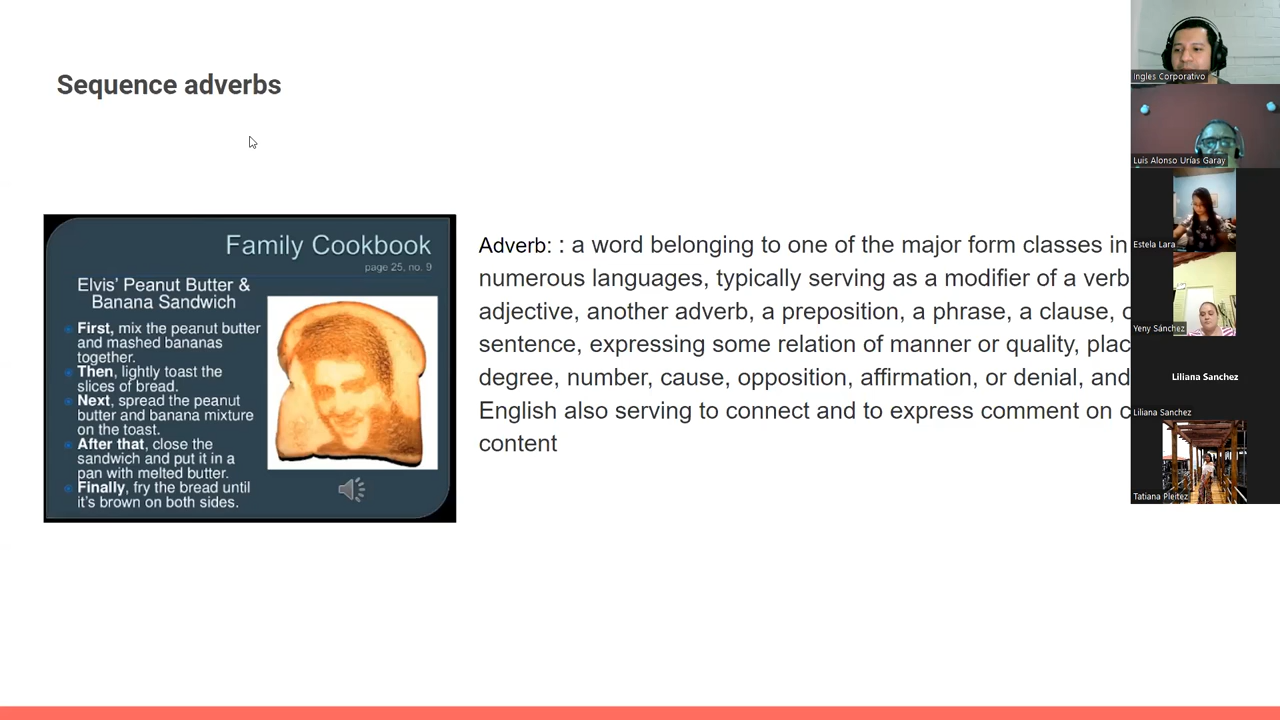 Sequence adverbs
Family Cookbook
page 25, no. 9
Elvis' Peanut Butter &
Banana Sandwich
First, mix the peanut butter
and mashed bananas
together.
Then, lightly toast the
slices of bread.
Next, spread the peanut
butter and banana mixture
on the toast.
After that, close the
sandwich and put it in a
pan with melted butter.
Finally, fry the bread until
it's brown on both sides.
Adverb: : a word belonging to one of the major form classes in
numerous languages, typically serving as a modifier of a verb
adjective, another adverb, a preposition, a phrase, a clause,
sentence, expressing some relation of manner or quality,
degree, number, cause, opposition, affirmation, or denial, and
English also serving to connect and to express comment on
content
Ingles Corporativo
Luis Alonso Urías Garay
Estela Lara
Yeny Sánchez
Liliana Sanchez
Liliana Sanchez
Tatiana Pleitez